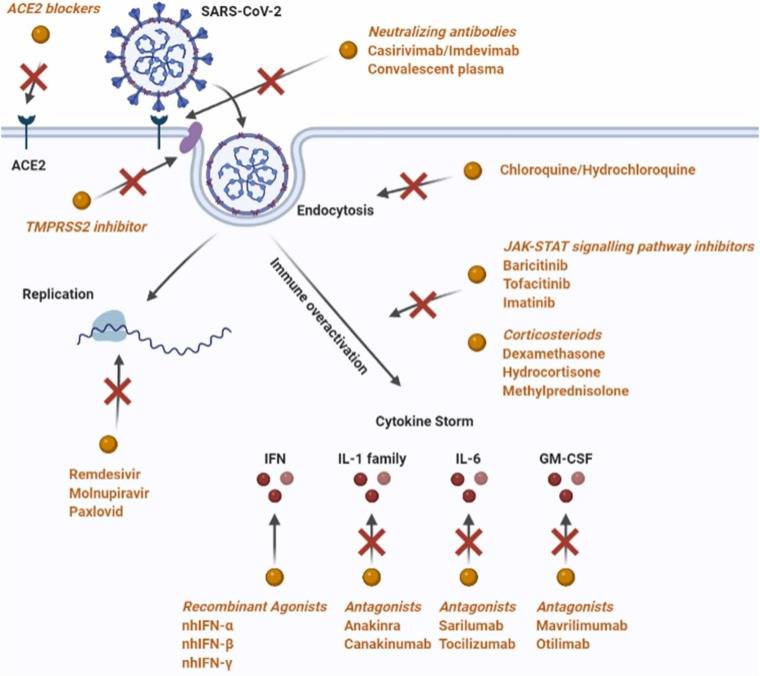 ACE2 blockers
SARS-CoV-2
Neutralizing antibodies
Casirivimab/Imdevimab
Convalescent plasma
ACE2
TMPRSS2 inhibitor
Chloroquine/Hydrochloroquine
Endocytosis
JAK-STAT signalling pathway inhibitors
Baricitinib
Tofacitinib
Imatinib
Replication
Immune overactivation
Corticosteriods
Dexamethasone
Hydrocortisone
Methylprednisolone
Cytokine Storm
Remdesivir
Molnupiravir
Paxlovid
IFN
IL-1 family
IL-6
GM-CSF
Recombinant Agonists
nhIFN-α
nhIFN-β
nhIFN-γ
Antagonists
Anakinra
Canakinumab
Antagonists
Sarilumab
Tocilizumab
Antagonists
Mavrilimumab
Otilimab